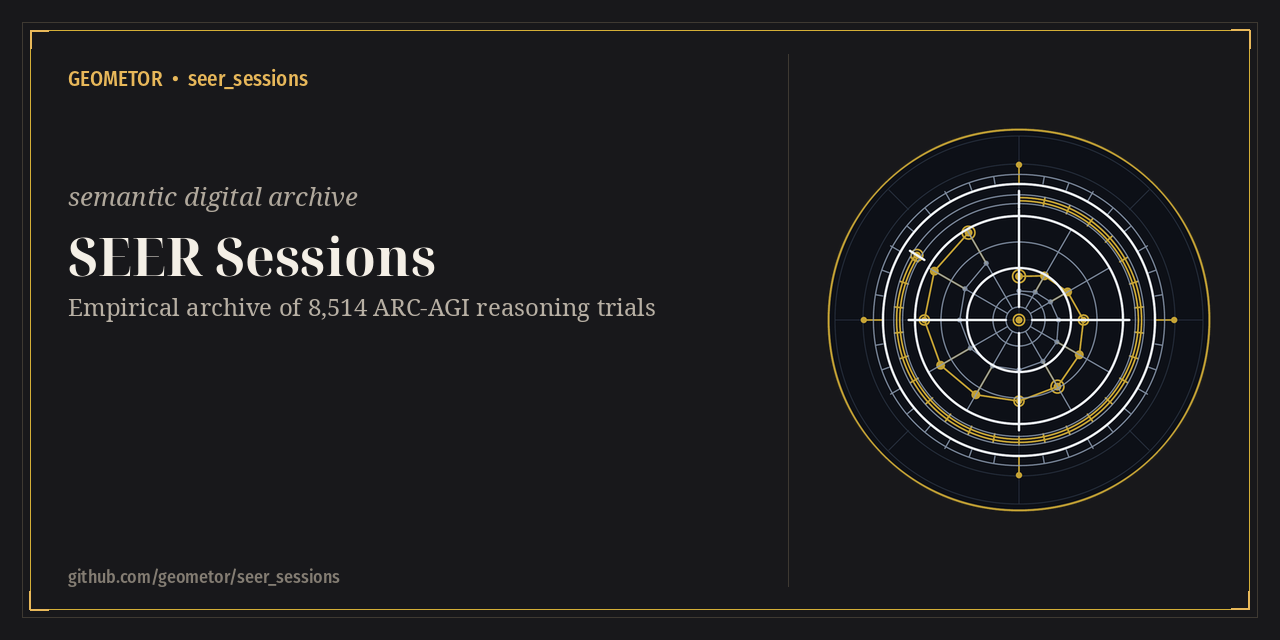 GEOMETOR • seer_sessions
semantic digital archive
SEER Sessions
Empirical archive of 8,514 ARC-AGI reasoning trials
github.com/geometor/seer_sessions